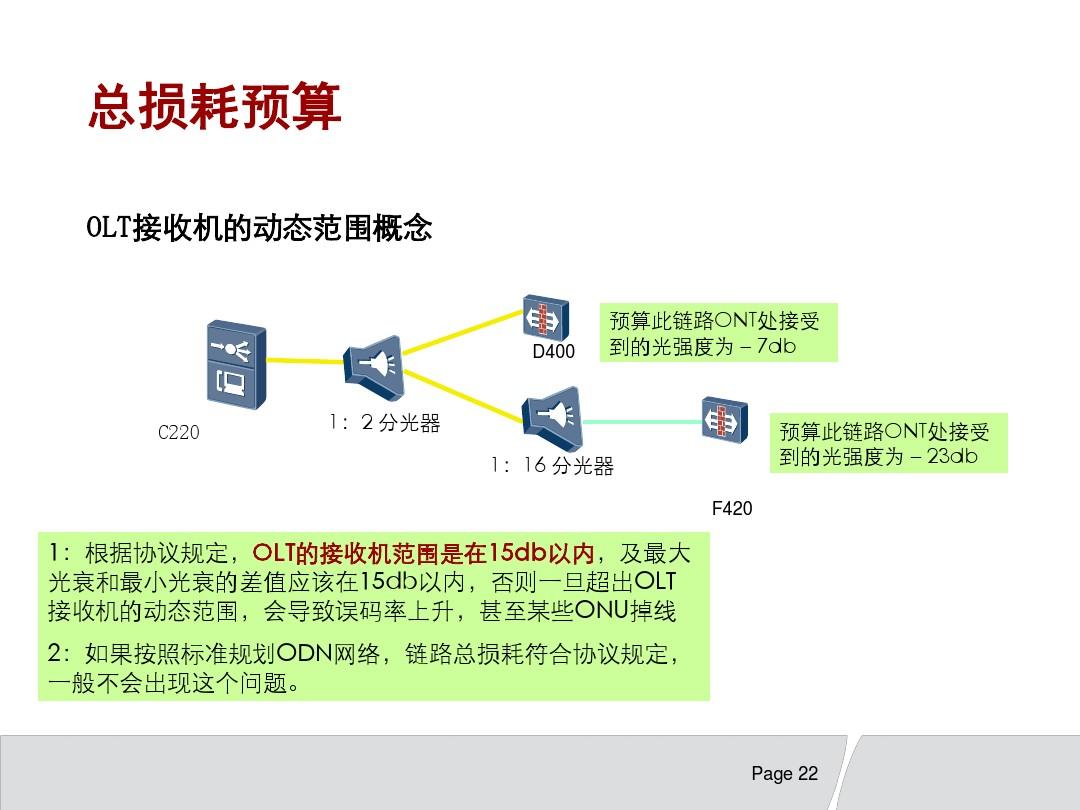 总损耗预算
OLT接收机的动态范围概念
D400
预算此链路ONT处接受
到的光强度为 – 7db
C220
1：2 分光器
1：16 分光器
预算此链路ONT处接受
到的光强度为 – 23db
F420
1：根据协议规定，OLT的接收机范围是在15db以内，及最大
光衰和最小光衰的差值应该在15db以内，否则一旦超出OLT
接收机的动态范围，会导致误码率上升，甚至某些ONU掉线
2：如果按照标准规划ODN网络，链路总损耗符合协议规定，
一般不会出现这个问题。
Page 22